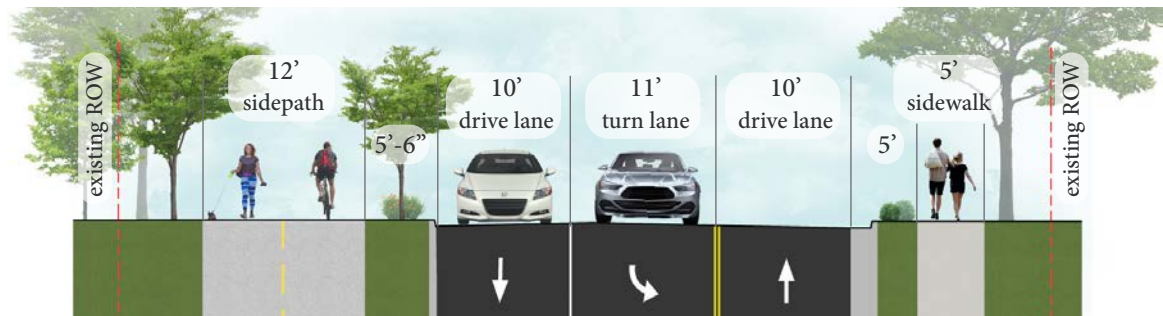 existing ROW
12’
sidepath
5’-6”
10’
drive lane
11’
turn lane
10’
drive lane
5’
5’
sidewalk
existing ROW